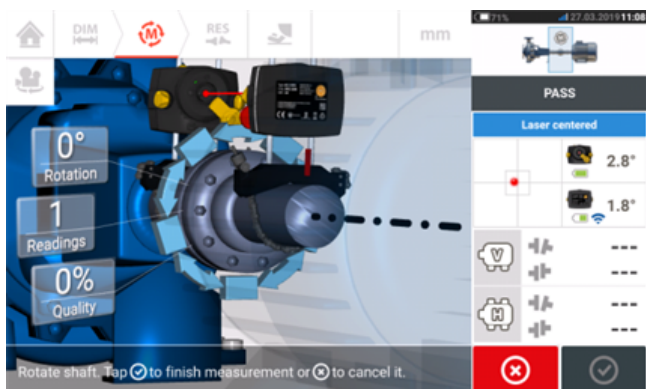 DIM
M
RES
mm
71%
27.03.2019 11:08
PASS
Laser centered
2.8°
1.8°
0°
Rotation
1
Readings
0%
Quality
V
---
---
H
---
---
Rotate shaft. Tap ✓ to finish measurement or ⊗ to cancel it.